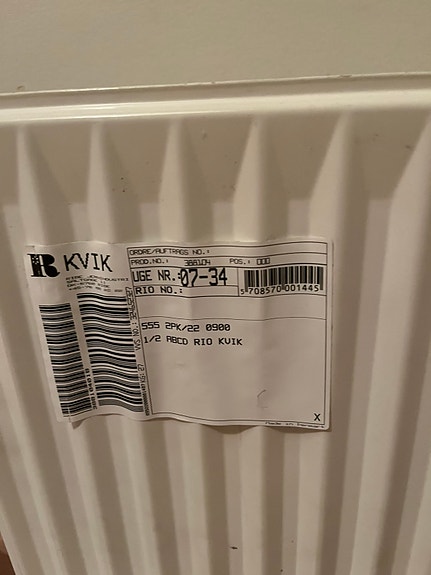 R KVIK
ORDRE/AUFTRAGS NO.:
PROD.NO.: 388104 POS.: 000
UGE NR.: 07-34
RIO NO.:
5 708570 001445
555 2PK/22 0900
1/2 ABCD RIO KVIK
X